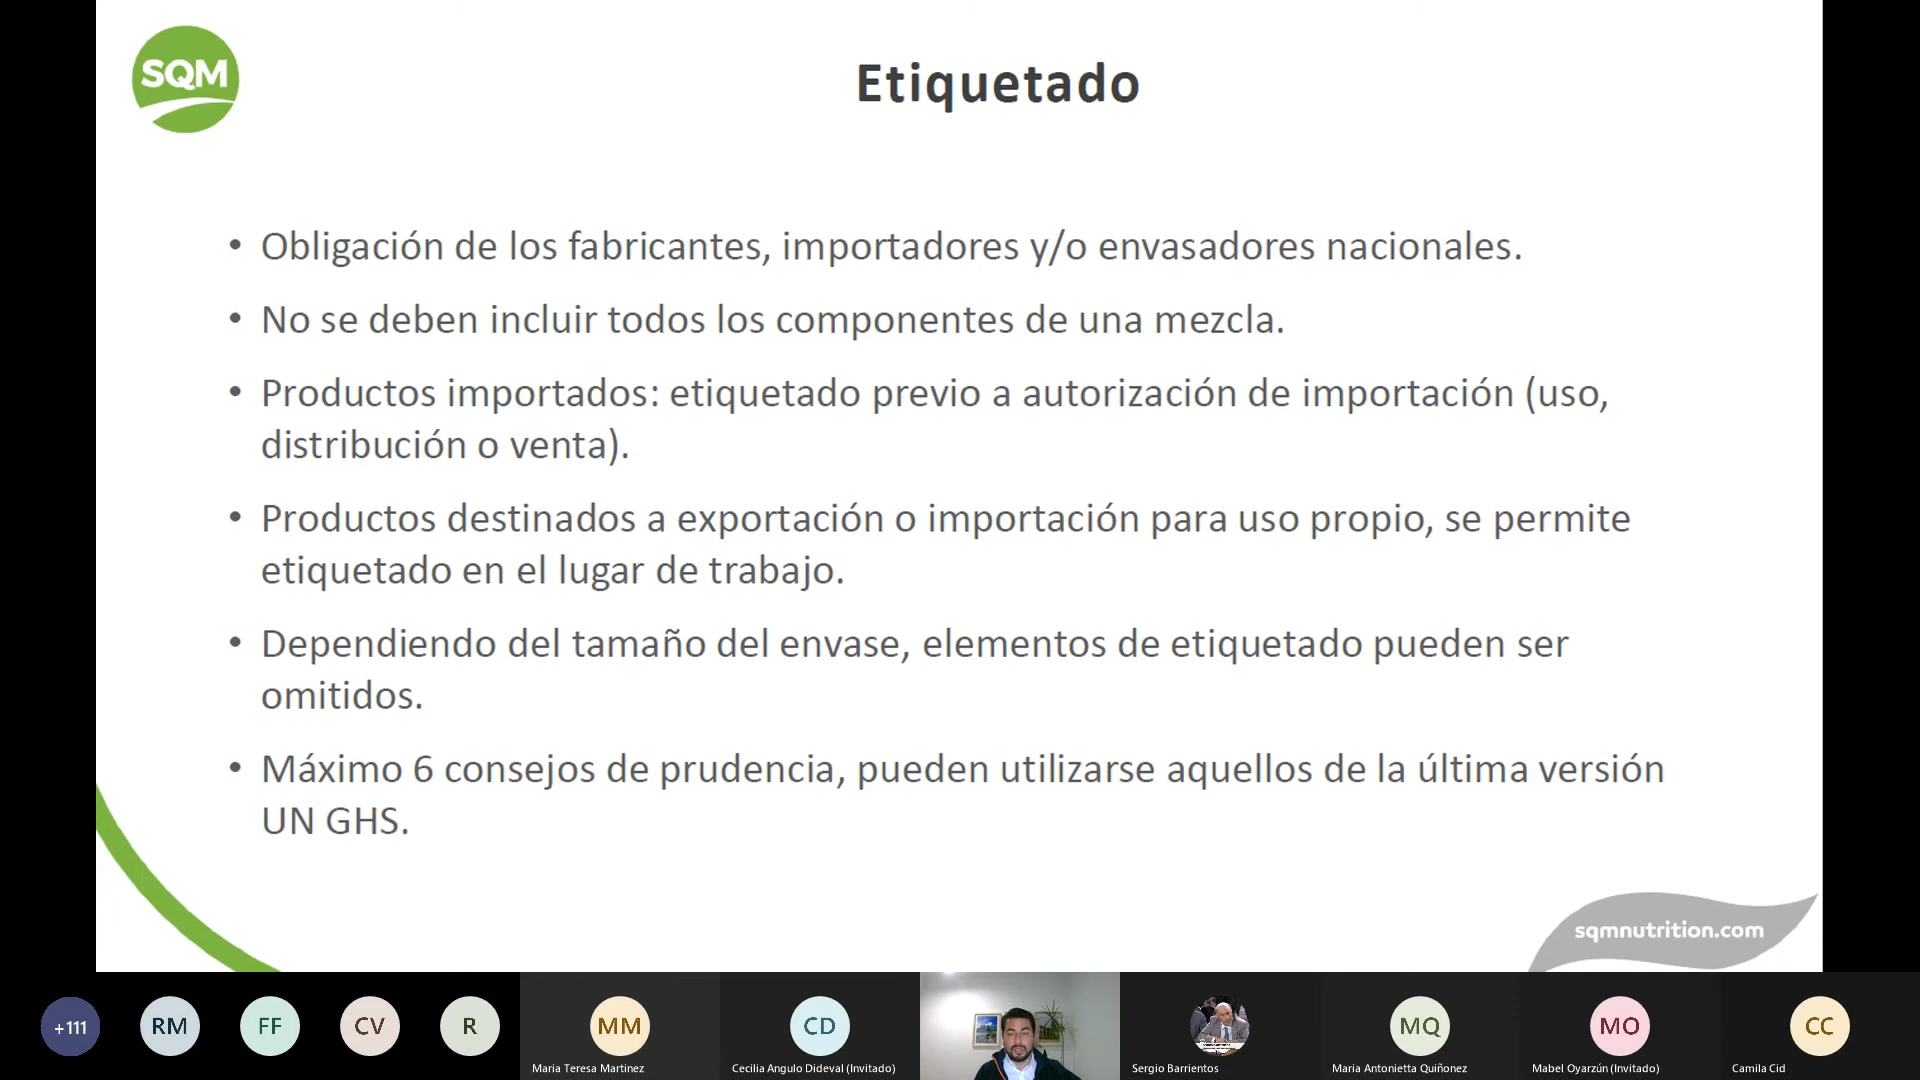 SQM
Etiquetado
• Obligación de los fabricantes, importadores y/o envasadores nacionales.
• No se deben incluir todos los componentes de una mezcla.
• Productos importados: etiquetado previo a autorización de importación (uso,
distribución o venta).
• Productos destinados a exportación o importación para uso propio, se permite
etiquetado en el lugar de trabajo.
• Dependiendo del tamaño del envase, elementos de etiquetado pueden ser
omitidos.
• Máximo 6 consejos de prudencia, pueden utilizarse aquellos de la última versión
UN GHS.
sqmnutrition.com
+111
RM
FF
CV
R
MM
Maria Teresa Martinez
CD
Cecilia Angulo Dideval (Invitado)
Sergio Barrientos
MQ
Maria Antonietta Quiñonez
MO
Mabel Oyarzún (Invitado)
CC
Camila Cid